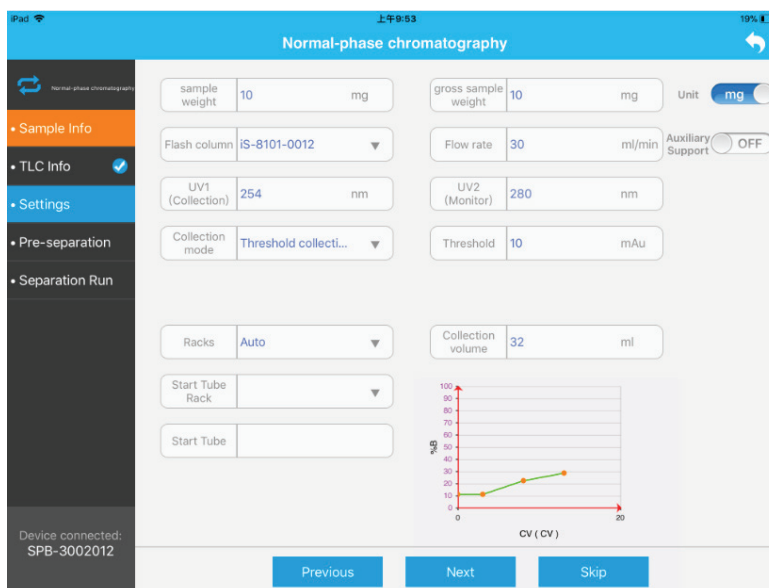 iPad 上午9:53 19%
Normal-phase chromatography
Normal-phase chromatography
• Sample Info
• TLC Info
• Settings
• Pre-separation
• Separation Run
Device connected:
SPB-3002012
sample
weight 10 mg
gross sample
weight 10 mg
Unit mg
Flash column iS-8101-0012
Flow rate 30 ml/min
Auxiliary
Support OFF
UV1
(Collection) 254 nm
UV2
(Monitor) 280 nm
Collection
mode Threshold collecti...
Threshold 10 mAu
Racks Auto
Collection
volume 32 ml
Start Tube
Rack
Start Tube
100
90
80
70
60
50
40
30
20
10
0
%B
0 20
CV ( CV )
Previous Next Skip